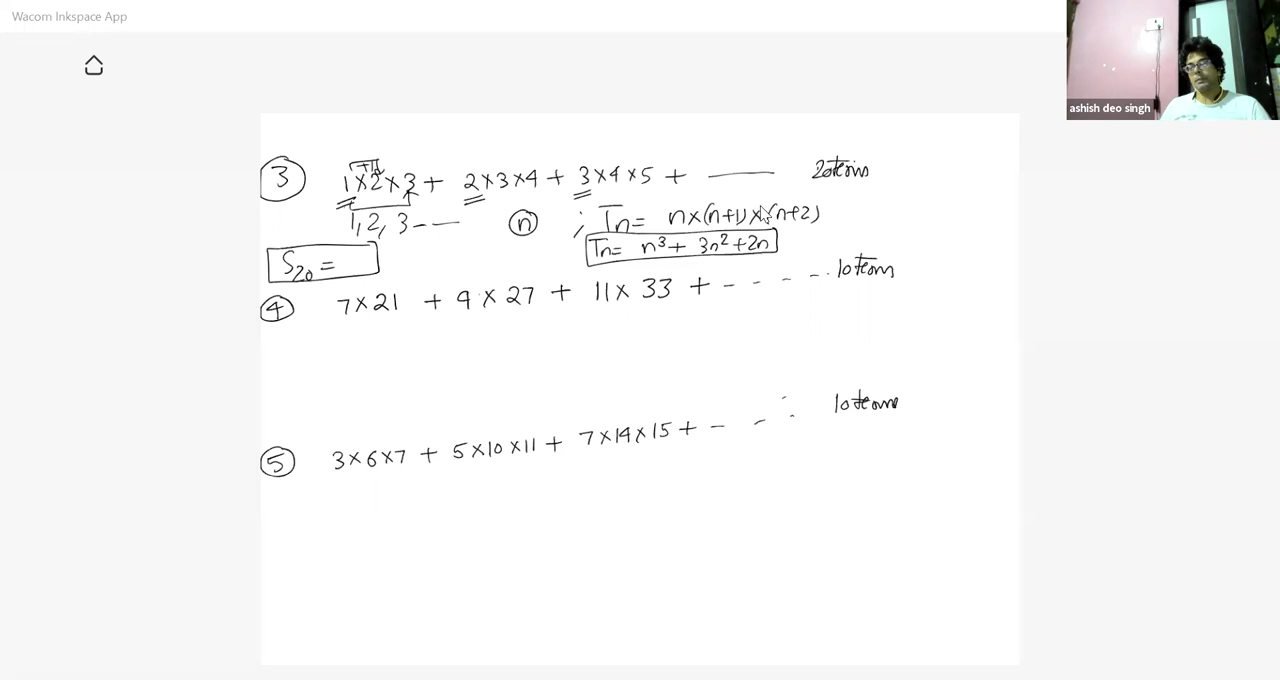 Wacom Inkspace App
ashish deo singh
③ 1×2×3 + 2×3×4 + 3×4×5 + —— 20terms
1, 2, 3 -— ⓝ ; Tn= n×(n+1)×(n+2)
Tn= n³+ 3n²+2n
S₂₀ =
④ 7×21 + 9×27 + 11×33 + - - - - . 10terms
⑤ 3×6×7 + 5×10×11 + 7×14×15 + - - 10terms